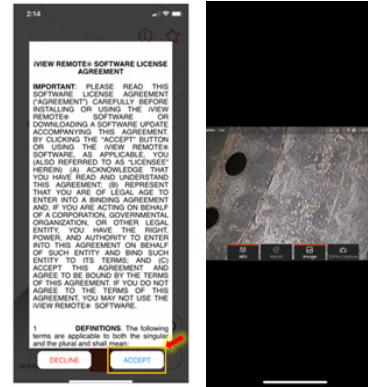 2:14
iVIEW REMOTE® SOFTWARE LICENSE
AGREEMENT
IMPORTANT: PLEASE READ THIS
SOFTWARE LICENSE AGREEMENT
("AGREEMENT") CAREFULLY BEFORE
INSTALLING OR USING THE iVIEW
REMOTE® SOFTWARE OR
DOWNLOADING A SOFTWARE UPDATE
ACCOMPANYING THIS AGREEMENT.
BY CLICKING THE "ACCEPT" BUTTON
OR USING THE iVIEW REMOTE®
SOFTWARE, AS APPLICABLE, YOU
(ALSO REFERRED TO AS "LICENSEE"
HEREIN) (A) ACKNOWLEDGE THAT
YOU HAVE READ AND UNDERSTAND
THIS AGREEMENT; (B) REPRESENT
THAT YOU ARE OF LEGAL AGE TO
ENTER INTO A BINDING AGREEMENT
AND, IF YOU ARE ACTING ON BEHALF
OF A CORPORATION, GOVERNMENTAL
ORGANIZATION, OR OTHER LEGAL
ENTITY, YOU HAVE THE RIGHT,
POWER, AND AUTHORITY TO ENTER
INTO THIS AGREEMENT ON BEHALF
OF SUCH ENTITY AND BIND SUCH
ENTITY TO ITS TERMS; AND (C)
ACCEPT THIS AGREEMENT AND
AGREE TO BE BOUND BY THE TERMS
OF THIS AGREEMENT. IF YOU DO NOT
AGREE TO THE TERMS OF THIS
AGREEMENT, YOU MAY NOT USE THE
iVIEW REMOTE® SOFTWARE.
1 DEFINITIONS. The following
terms are applicable to both the singular
and the plural and shall mean:
DECLINE ACCEPT
Recall Image